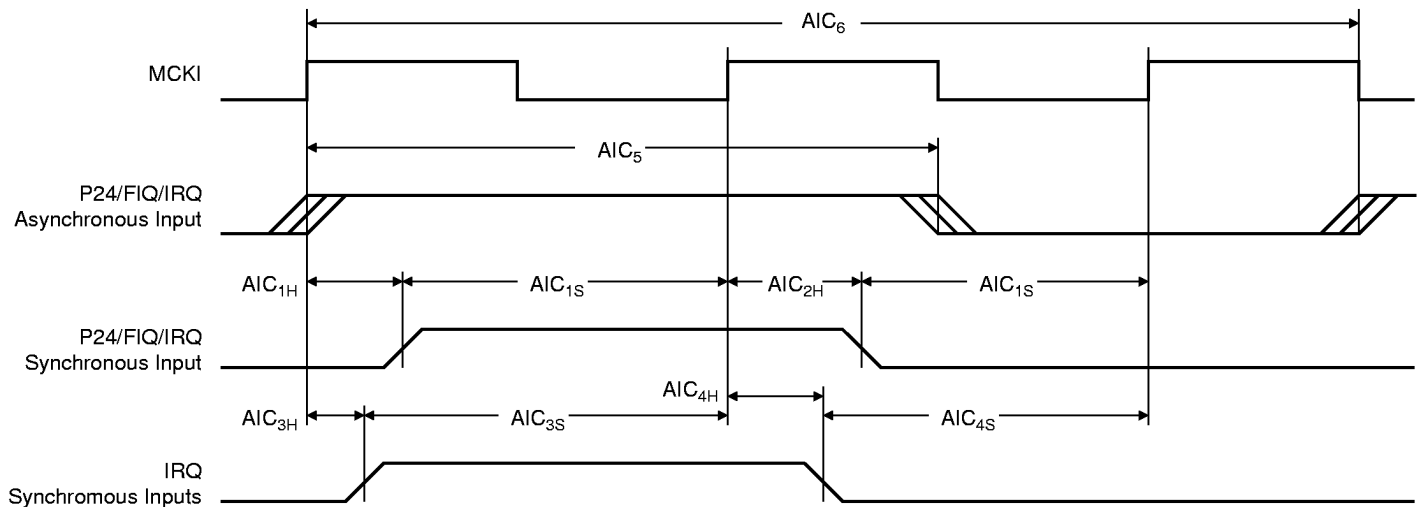 AIC6
MCKI
AIC5
P24/FIQ/IRQ
Asynchronous Input
AIC1H
AIC1S
AIC2H
AIC1S
P24/FIQ/IRQ
Synchronous Input
AIC4H
AIC3H
AIC3S
AIC4S
IRQ
Synchromous Inputs